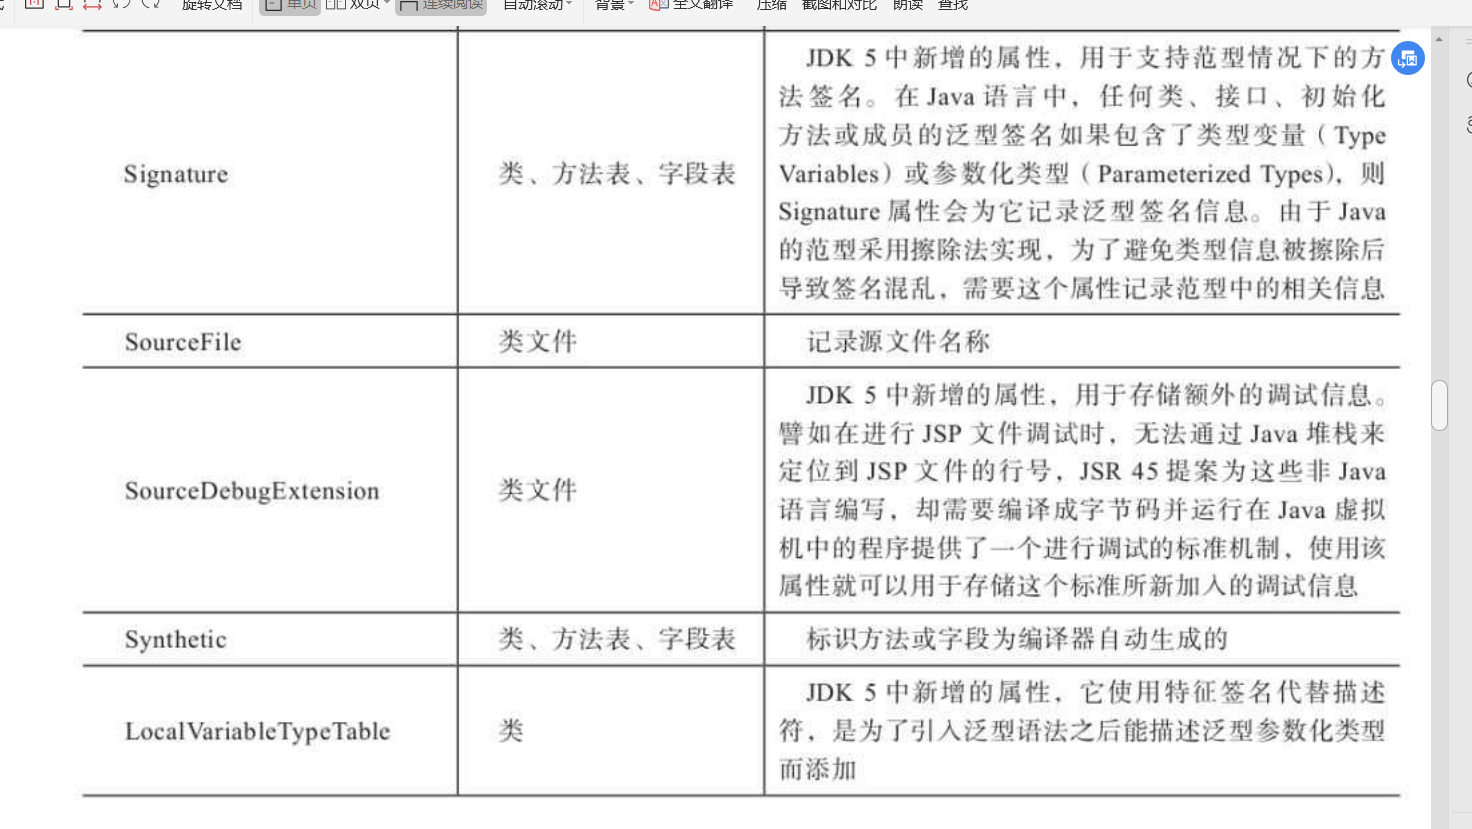 旋转文档 单页 双页 连续阅读 自动滚动 背景 全文翻译 压缩 截图和对比 朗读 查找
Signature
类、方法表、字段表
JDK 5 中新增的属性，用于支持范型情况下的方
法签名。在 Java 语言中，任何类、接口、初始化
方法或成员的泛型签名如果包含了类型变量（Type
Variables）或参数化类型（Parameterized Types），则
Signature 属性会为它记录泛型签名信息。由于 Java
的范型采用擦除法实现，为了避免类型信息被擦除后
导致签名混乱，需要这个属性记录范型中的相关信息
SourceFile
类文件
记录源文件名称
SourceDebugExtension
类文件
JDK 5 中新增的属性，用于存储额外的调试信息。
譬如在进行 JSP 文件调试时，无法通过 Java 堆栈来
定位到 JSP 文件的行号，JSR 45 提案为这些非 Java
语言编写，却需要编译成字节码并运行在 Java 虚拟
机中的程序提供了一个进行调试的标准机制，使用该
属性就可以用于存储这个标准所新加入的调试信息
Synthetic
类、方法表、字段表
标识方法或字段为编译器自动生成的
LocalVariableTypeTable
类
JDK 5 中新增的属性，它使用特征签名代替描述
符，是为了引入泛型语法之后能描述泛型参数化类型
而添加